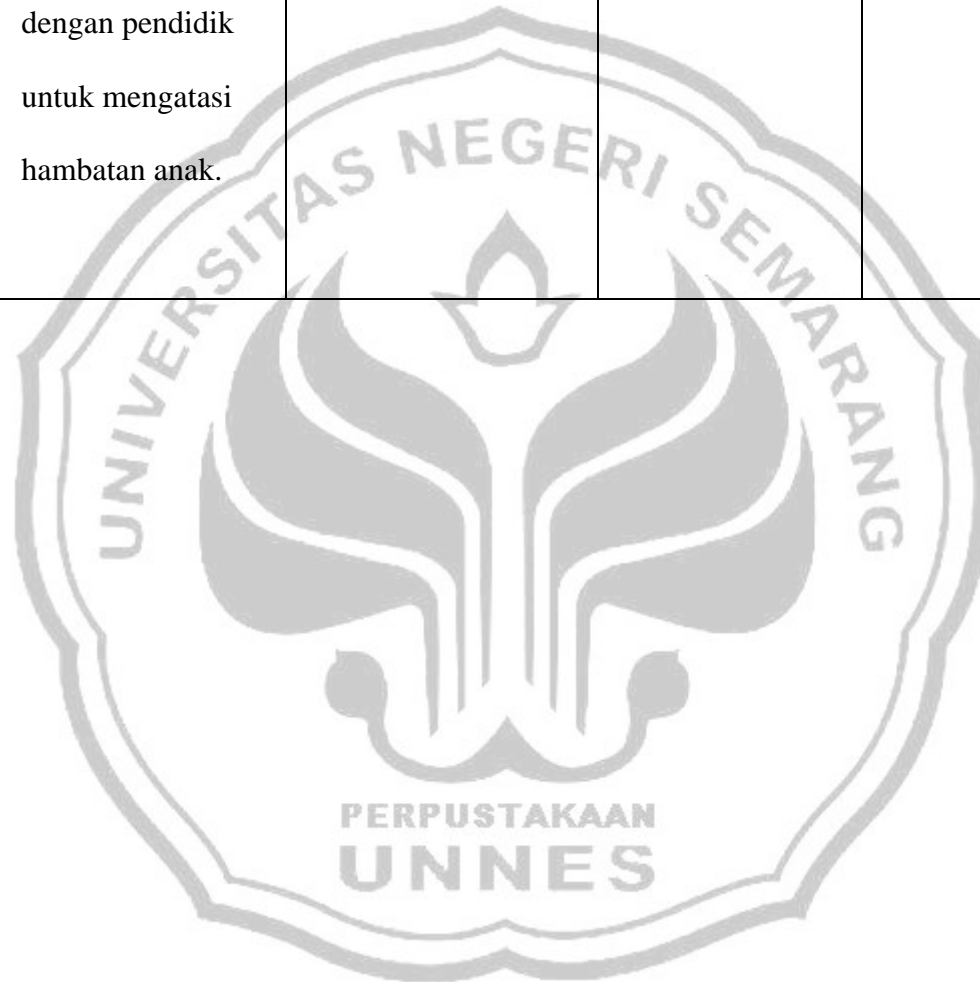 dengan pendidik
untuk mengatasi
hambatan anak.
UNIVERSITAS NEGERI SEMARANG
PERPUSTAKAAN
UNNES